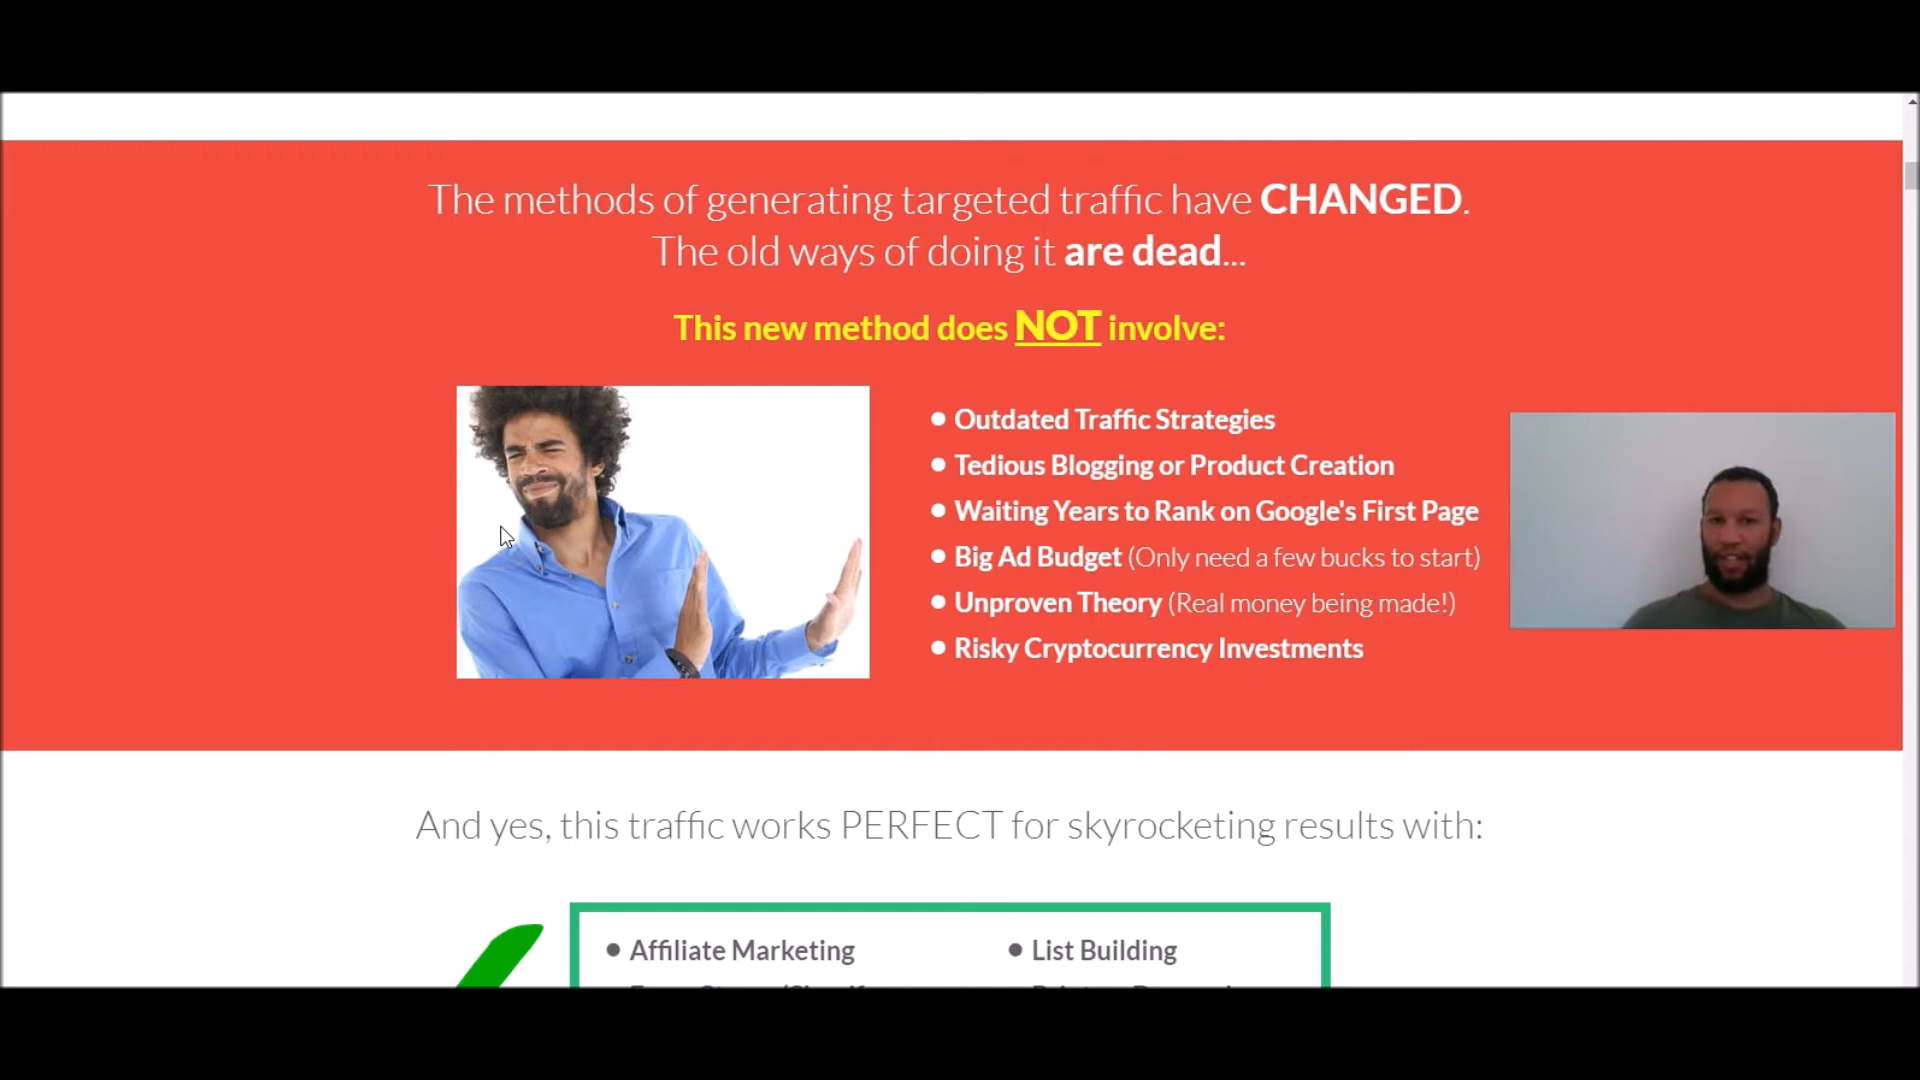 The methods of generating targeted traffic have CHANGED.
The old ways of doing it are dead...
This new method does NOT involve:
● Outdated Traffic Strategies
● Tedious Blogging or Product Creation
● Waiting Years to Rank on Google's First Page
● Big Ad Budget (Only need a few bucks to start)
● Unproven Theory (Real money being made!)
● Risky Cryptocurrency Investments
And yes, this traffic works PERFECT for skyrocketing results with:
● Affiliate Marketing
● List Building